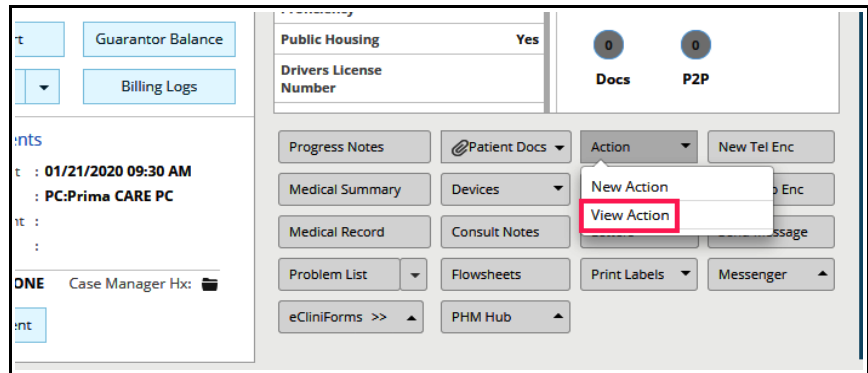 Guarantor Balance
Billing Logs
Public Housing Yes
Drivers License
Number
0 0
Docs P2P
01/21/2020 09:30 AM
: PC:Prima CARE PC
:
:
Case Manager Hx:
Progress Notes Patient Docs Action New Tel Enc
Medical Summary Devices New Action Enc
View Action
Medical Record Consult Notes
Problem List Flowsheets Print Labels Messenger
eCliniForms >> PHM Hub